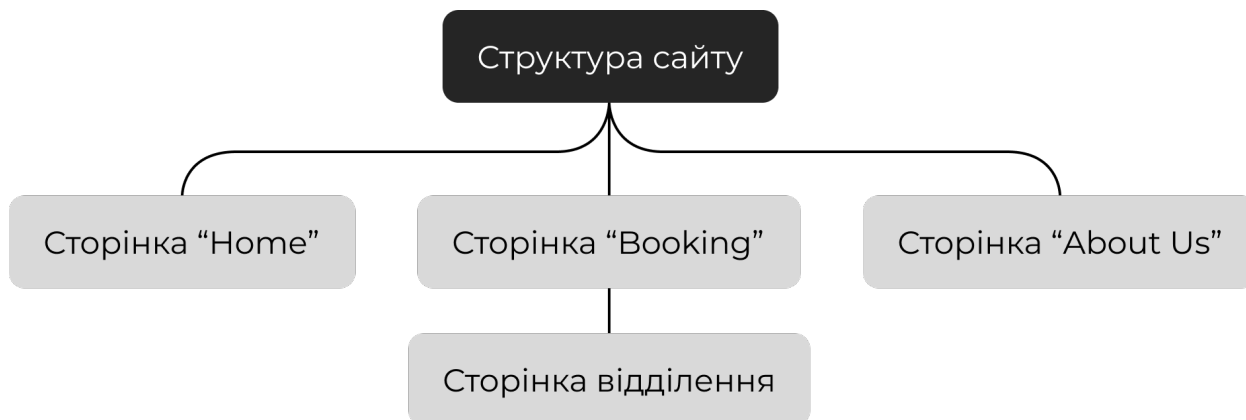 Структура сайту
Сторінка “Home”
Сторінка “Booking”
Сторінка “About Us”
Сторінка відділення